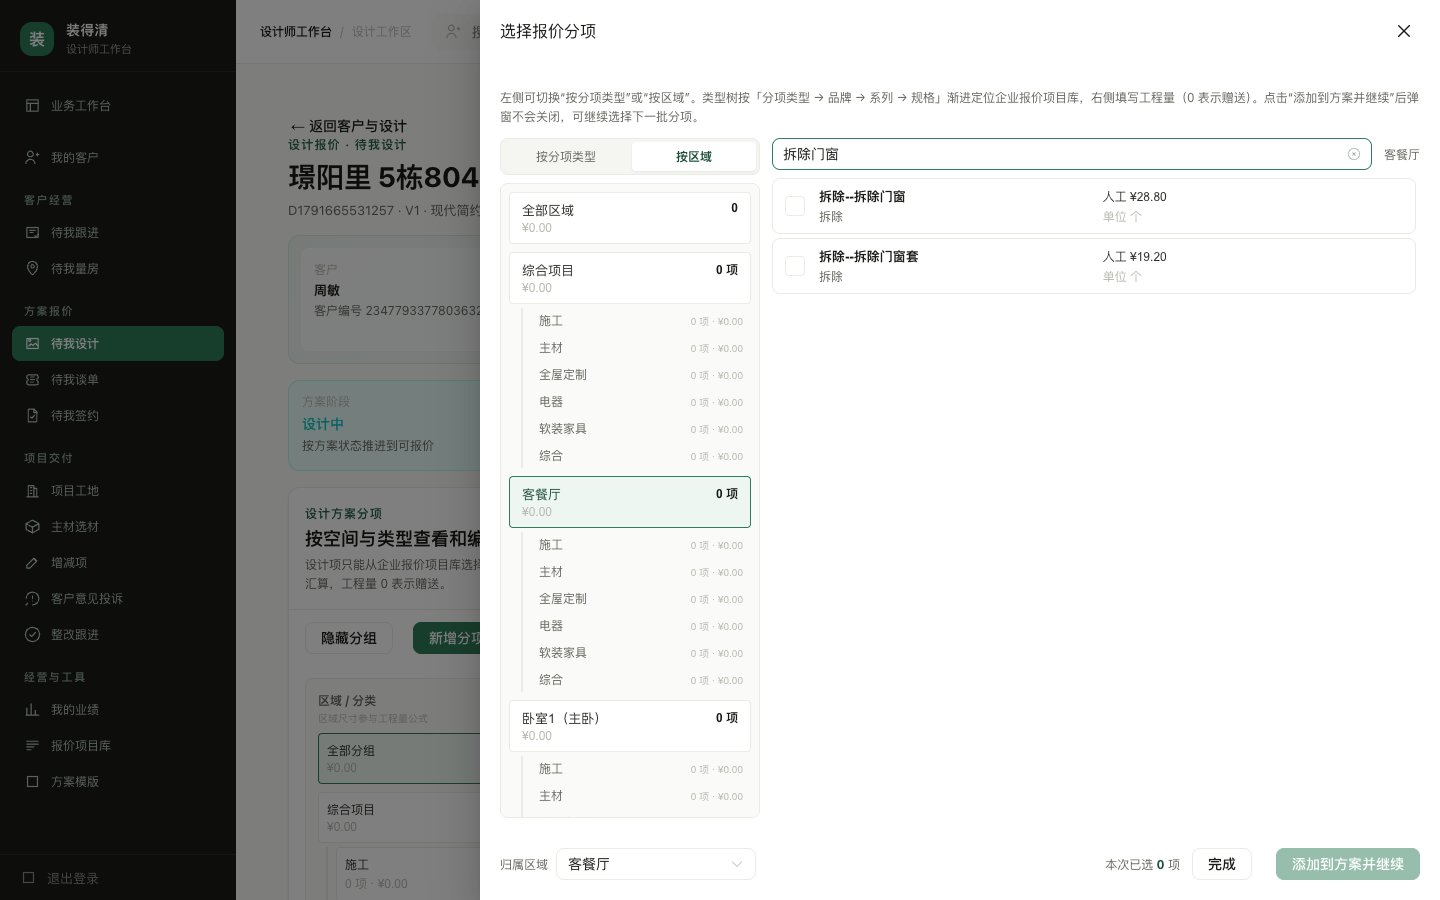 装
装得清
设计师工作台
业务工作台
我的客户
客户经营
待我跟进
待我量房
方案报价
待我设计
待我谈单
待我签约
项目交付
项目工地
主材选材
增减项
客户意见投诉
整改跟进
经营与工具
我的业绩
报价项目库
方案模版
退出登录
设计师工作台 / 设计工作区
← 返回客户与设计
设计报价 · 待我设计
璟阳里 5栋804
D1791665531257 · V1 · 现代简约
客户
周敏
客户编号 2347793377803632
方案阶段
设计中
按方案状态推进到可报价
设计方案分项
按空间与类型查看和编
设计项只能从企业报价项目库选择
汇算，工程量 0 表示赠送。
隐藏分组
新增分项
区域 / 分类
区域尺寸参与工程量公式
全部分组
¥0.00
综合项目
¥0.00
施工
0 项 · ¥0.00
选择报价分项
左侧可切换“按分项类型”或“按区域”。类型树按「分项类型 → 品牌 → 系列 → 规格」渐进定位企业报价项目库，右侧填写工程量（0 表示赠送）。点击“添加到方案并继续”后弹
窗不会关闭，可继续选择下一批分项。
按分项类型
按区域
全部区域 0
¥0.00
综合项目 0 项
¥0.00
施工 0 项 · ¥0.00
主材 0 项 · ¥0.00
全屋定制 0 项 · ¥0.00
电器 0 项 · ¥0.00
软装家具 0 项 · ¥0.00
综合 0 项 · ¥0.00
客餐厅 0 项
¥0.00
施工 0 项 · ¥0.00
主材 0 项 · ¥0.00
全屋定制 0 项 · ¥0.00
电器 0 项 · ¥0.00
软装家具 0 项 · ¥0.00
综合 0 项 · ¥0.00
卧室1（主卧） 0 项
¥0.00
施工 0 项 · ¥0.00
主材 0 项 · ¥0.00
拆除门窗
客餐厅
拆除--拆除门窗 人工 ¥28.80
拆除 单位 个
拆除--拆除门窗套 人工 ¥19.20
拆除 单位 个
归属区域 客餐厅
本次已选 0 项
完成
添加到方案并继续